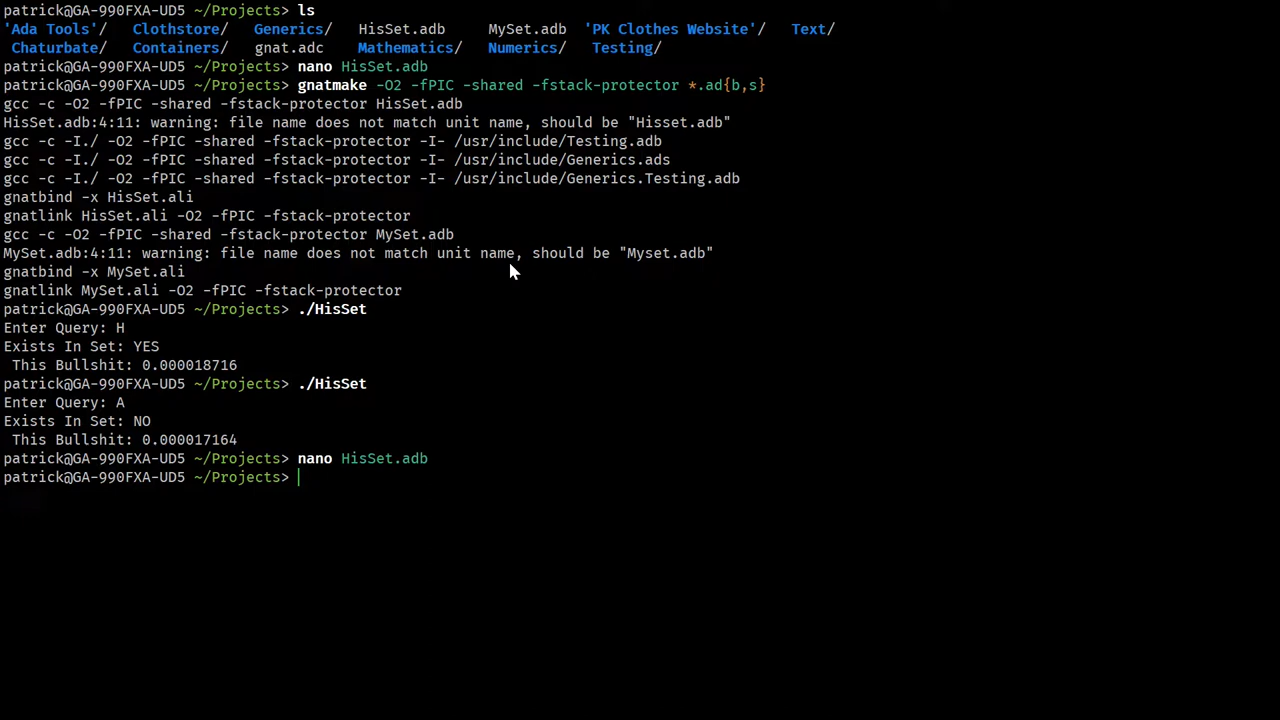 patrick@GA-990FXA-UD5 ~/Projects> ls
'Ada Tools'/   Clothstore/   Generics/    HisSet.adb     MySet.adb  'PK Clothes Website'/   Text/
 Chaturbate/   Containers/   gnat.adc    Mathematics/   Numerics/    Testing/
patrick@GA-990FXA-UD5 ~/Projects> nano HisSet.adb
patrick@GA-990FXA-UD5 ~/Projects> gnatmake -O2 -fPIC -shared -fstack-protector *.ad{b,s}
gcc -c -O2 -fPIC -shared -fstack-protector HisSet.adb
HisSet.adb:4:11: warning: file name does not match unit name, should be "Hisset.adb"
gcc -c -I./ -O2 -fPIC -shared -fstack-protector -I- /usr/include/Testing.adb
gcc -c -I./ -O2 -fPIC -shared -fstack-protector -I- /usr/include/Generics.ads
gcc -c -I./ -O2 -fPIC -shared -fstack-protector -I- /usr/include/Generics.Testing.adb
gnatbind -x HisSet.ali
gnatlink HisSet.ali -O2 -fPIC -fstack-protector
gcc -c -O2 -fPIC -shared -fstack-protector MySet.adb
MySet.adb:4:11: warning: file name does not match unit name, should be "Myset.adb"
gnatbind -x MySet.ali
gnatlink MySet.ali -O2 -fPIC -fstack-protector
patrick@GA-990FXA-UD5 ~/Projects> ./HisSet
Enter Query: H
Exists In Set: YES
 This Bullshit: 0.000018716
patrick@GA-990FXA-UD5 ~/Projects> ./HisSet
Enter Query: A
Exists In Set: NO
 This Bullshit: 0.000017164
patrick@GA-990FXA-UD5 ~/Projects> nano HisSet.adb
patrick@GA-990FXA-UD5 ~/Projects>